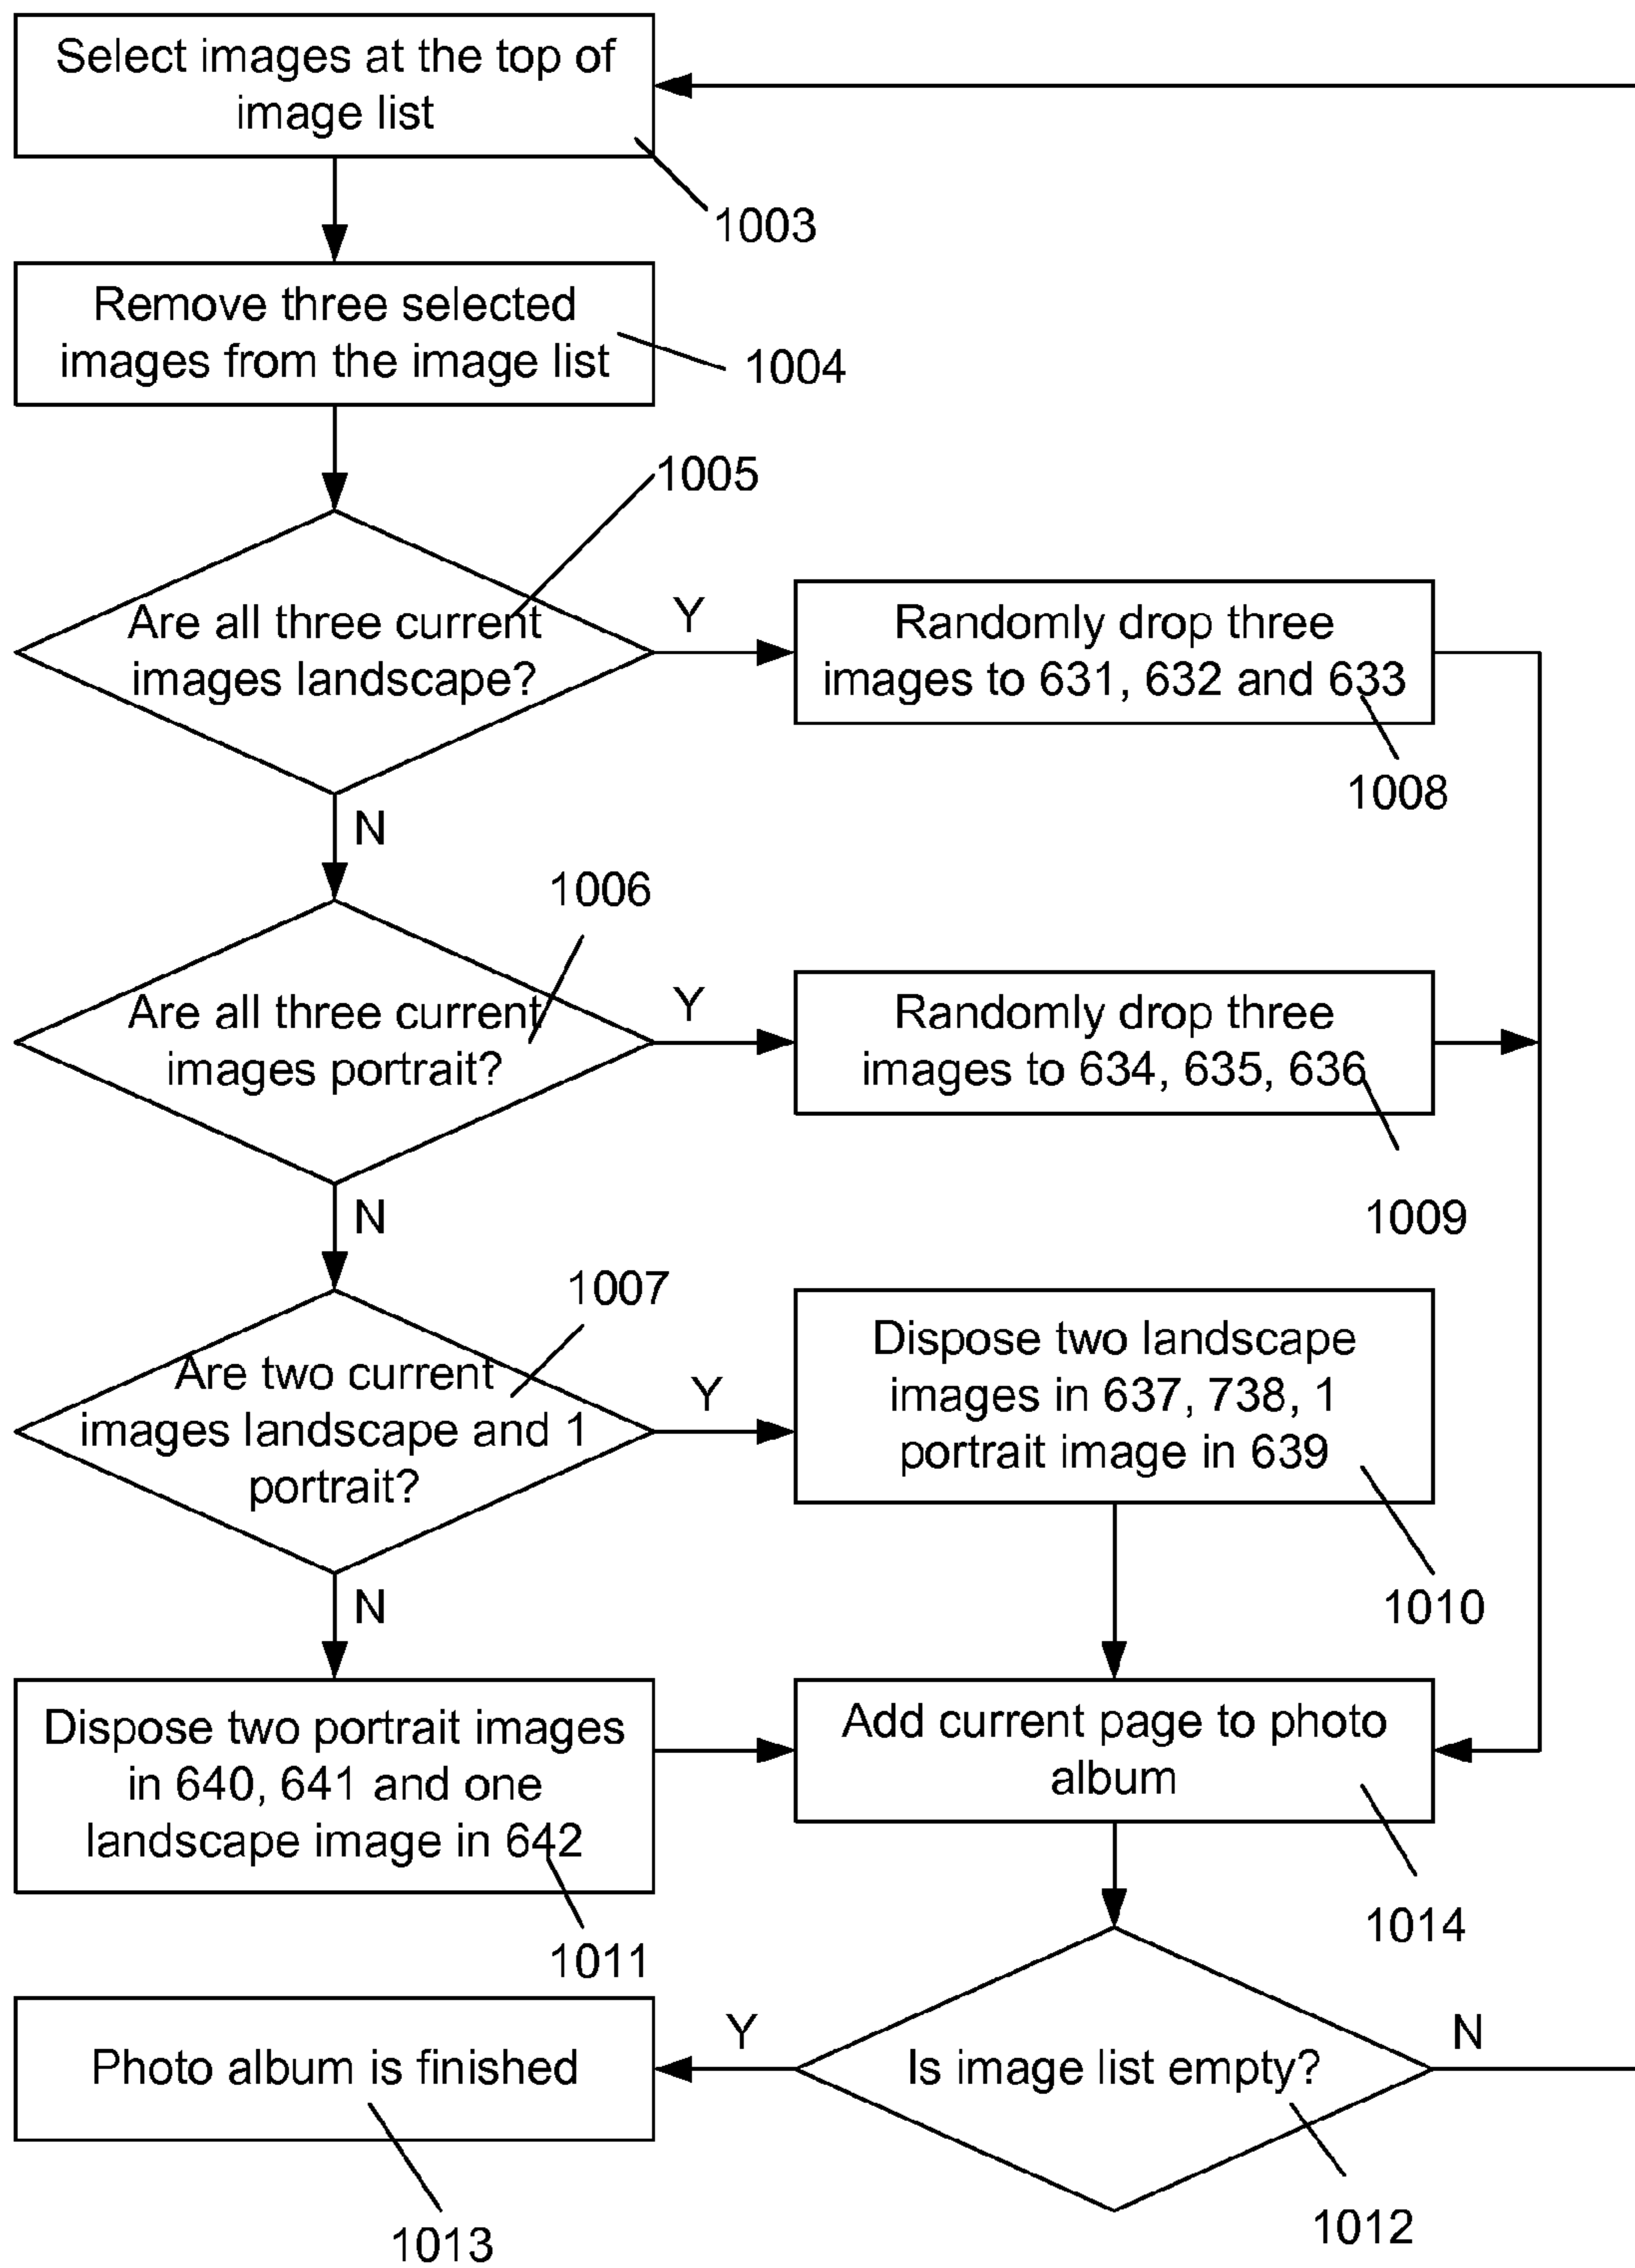 Select images at the top of
image list
1003
Remove three selected
images from the image list
1004
1005
Are all three current
images landscape?
Y
Randomly drop three
images to 631, 632 and 633
1008
N
1006
Are all three current
images portrait?
Y
Randomly drop three
images to 634, 635, 636
1009
N
1007
Are two current
images landscape and 1
portrait?
Y
Dispose two landscape
images in 637, 738, 1
portrait image in 639
1010
N
Dispose two portrait images
in 640, 641 and one
landscape image in 642
1011
Add current page to photo
album
1014
Photo album is finished
1013
Y
Is image list empty?
N
1012